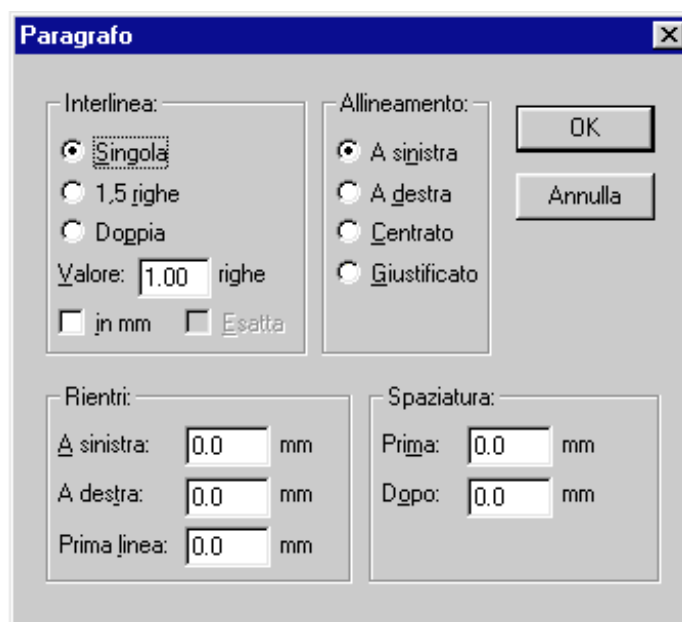 Paragrafo
Interlinea:
Singola
1,5 righe
Doppia
Valore: 1.00 righe
in mm Esatta
Allineamento:
A sinistra
A destra
Centrato
Giustificato
OK
Annulla
Rientri:
A sinistra: 0.0 mm
A destra: 0.0 mm
Prima linea: 0.0 mm
Spaziatura:
Prima: 0.0 mm
Dopo: 0.0 mm